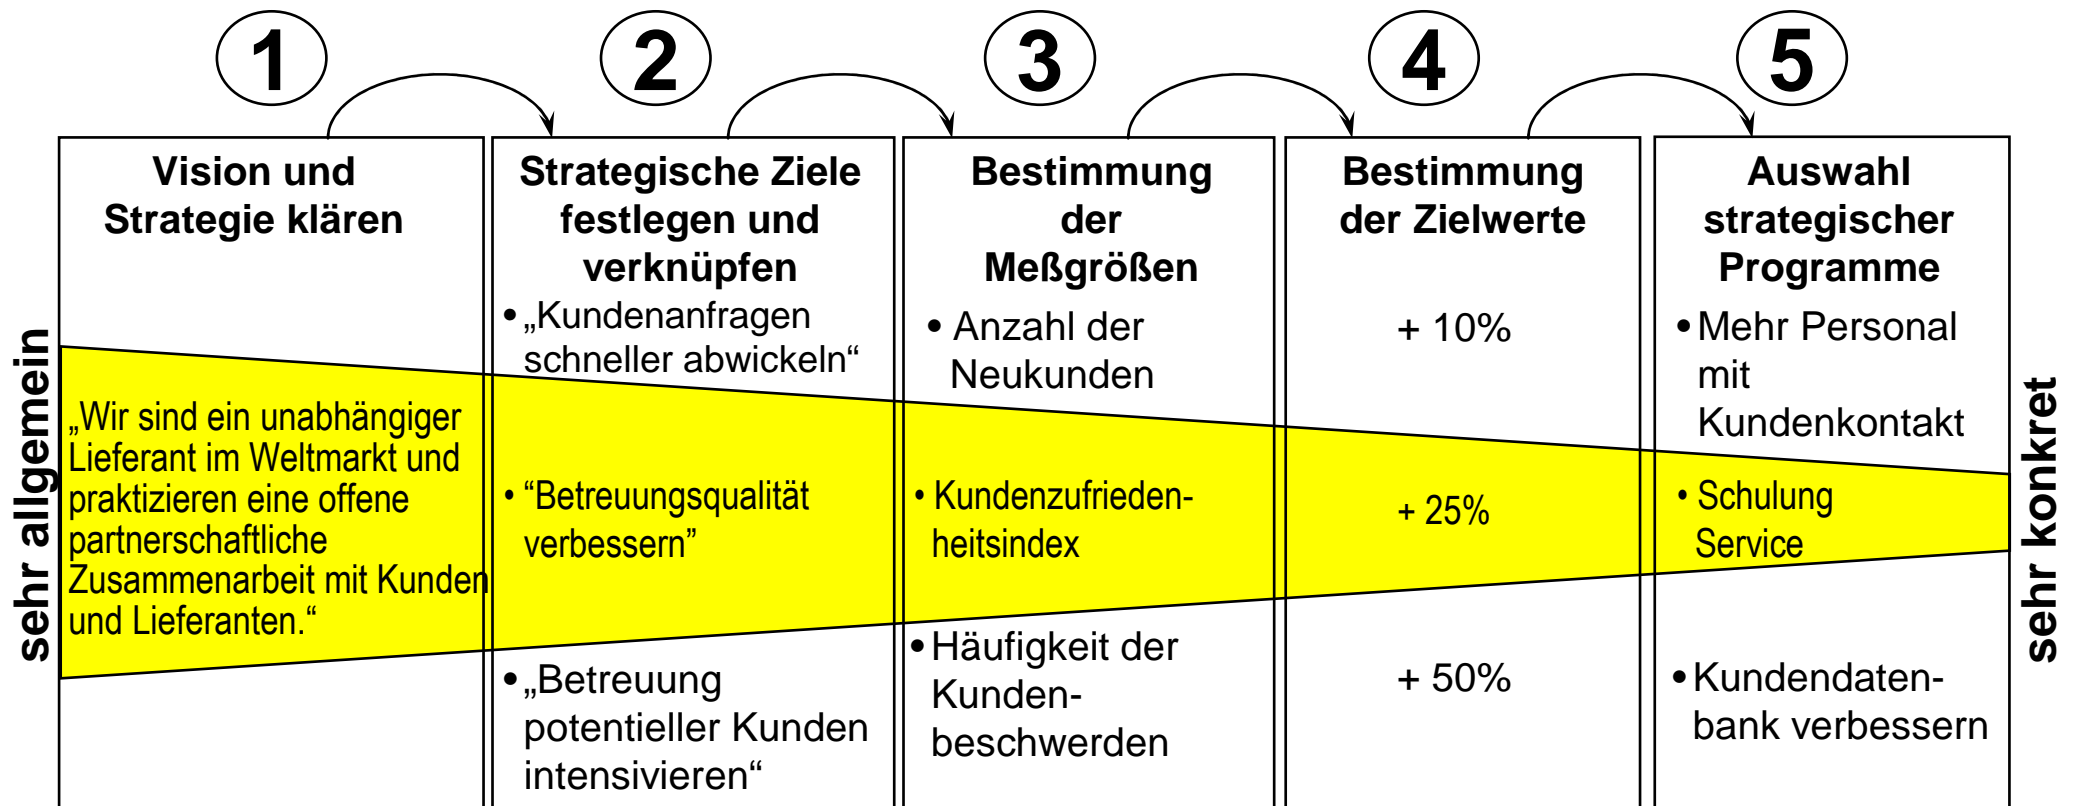 1
2
3
4
5
Vision und
Strategie klären
Strategische Ziele
festlegen und
verknüpfen
Bestimmung
der
Meßgrößen
Bestimmung
der Zielwerte
Auswahl
strategischer
Programme
sehr allgemein
„Wir sind ein unabhängiger
Lieferant im Weltmarkt und
praktizieren eine offene
partnerschaftliche
Zusammenarbeit mit Kunden
und Lieferanten.“
• „Kundenanfragen
schneller abwickeln“
• “Betreuungsqualität
verbessern”
• „Betreuung
potentieller Kunden
intensivieren“
• Anzahl der
Neukunden
• Kundenzufrieden-
heitsindex
• Häufigkeit der
Kunden-
beschwerden
+ 10%
+ 25%
+ 50%
• Mehr Personal
mit
Kundenkontakt
• Schulung
Service
• Kundendaten-
bank verbessern
sehr konkret